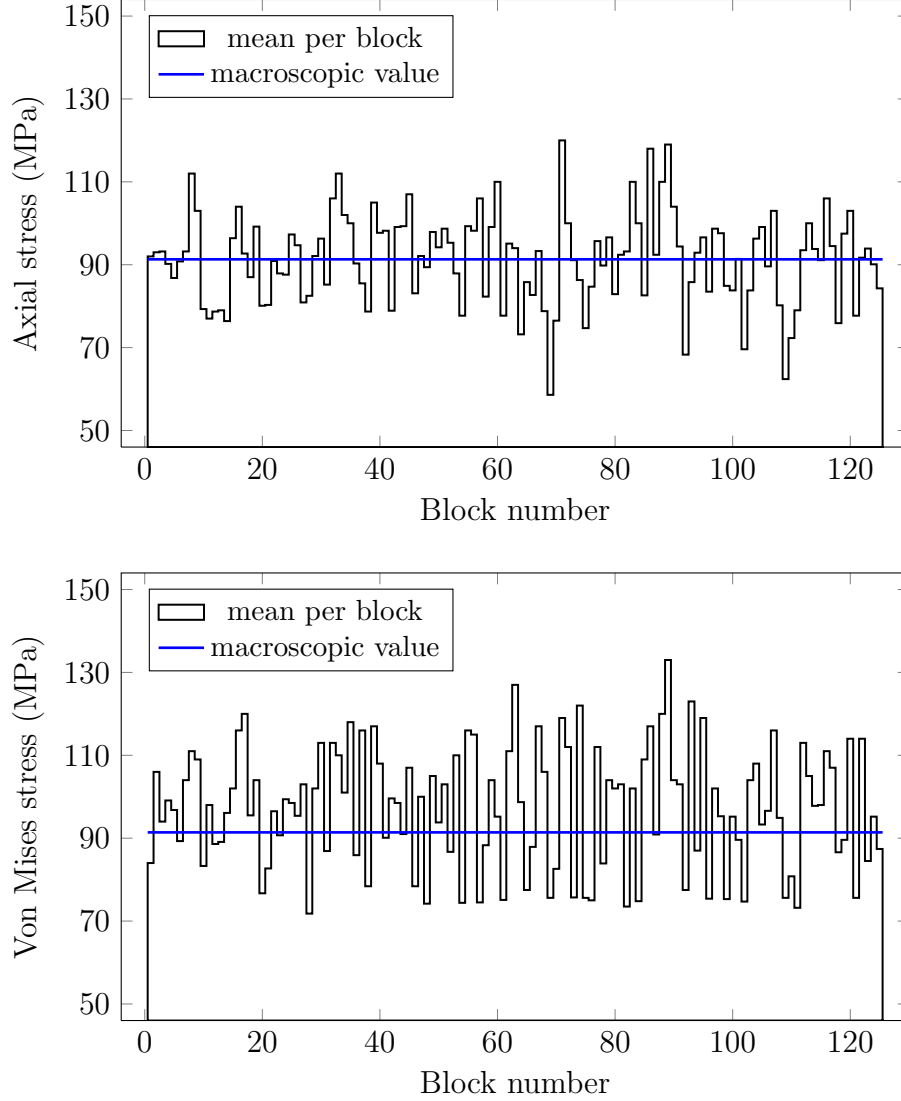 150
mean per block
macroscopic value
130
110
90
70
50
Axial stress (MPa)
0 20 40 60 80 100 120
Block number
150
mean per block
macroscopic value
130
110
90
70
50
Von Mises stress (MPa)
0 20 40 60 80 100 120
Block number